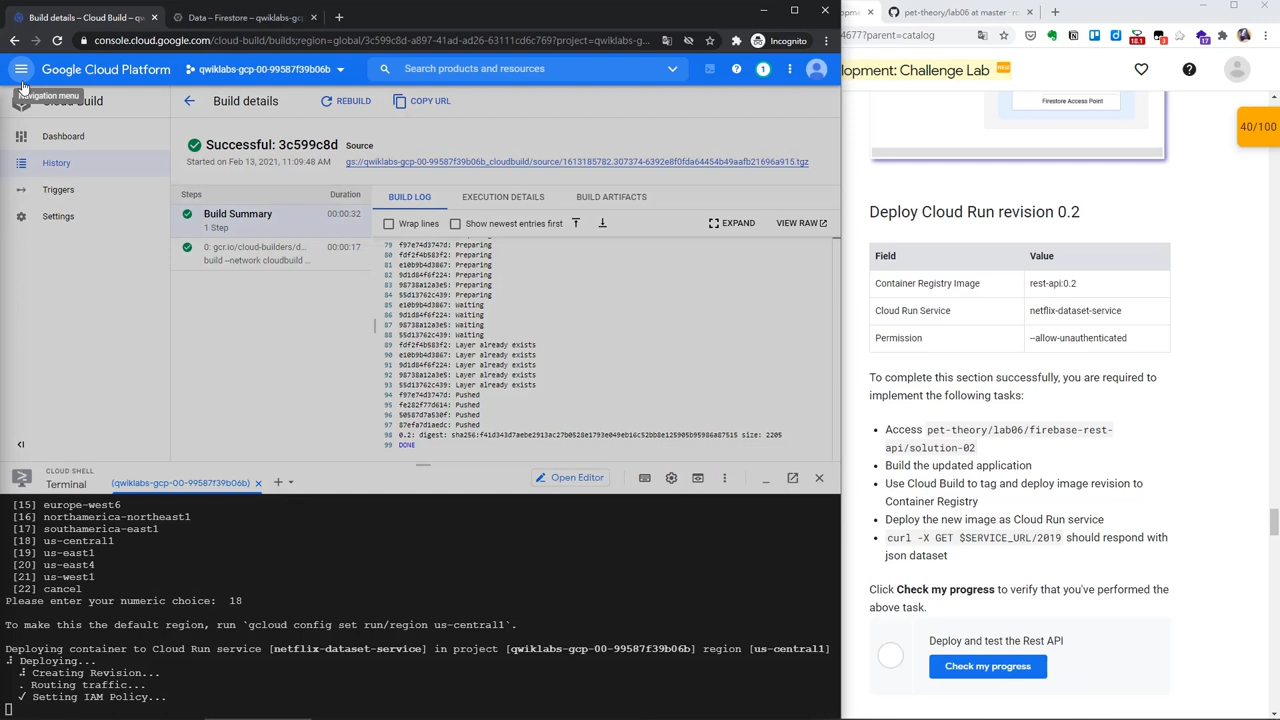 Build details – Cloud Build – qw
Data – Firestore – qwiklabs-gcp
console.cloud.google.com/cloud-build/builds;region=global/3c599c8d-a897-41ad-ad26-63111cd6c769?project=qwiklabs-g...
Incognito
Google Cloud Platform
qwiklabs-gcp-00-99587f39b06b
Search products and resources
1
Navigation menu
Dashboard
History
Triggers
Settings
Build details
REBUILD
COPY URL
Successful: 3c599c8d
Started on Feb 13, 2021, 11:09:48 AM
Source
gs://qwiklabs-gcp-00-99587f39b06b_cloudbuild/source/1613185782.307374-6392e8f0fda64454b49aafb21696a915.tgz
Steps
Duration
Build Summary
00:00:32
1 Step
0: gcr.io/cloud-builders/d...
00:00:17
build --network cloudbuild ...
BUILD LOG
EXECUTION DETAILS
BUILD ARTIFACTS
Wrap lines
Show newest entries first
EXPAND
VIEW RAW
79 f97e74d3747d: Preparing
80 fdf2f4b583f2: Preparing
81 e10b9b4d3867: Preparing
82 9d1d84f6f224: Preparing
83 98738a12a3e5: Preparing
84 55d13762c439: Preparing
85 e10b9b4d3867: Waiting
86 9d1d84f6f224: Waiting
87 98738a12a3e5: Waiting
88 55d13762c439: Waiting
89 fdf2f4b583f2: Layer already exists
90 e10b9b4d3867: Layer already exists
91 9d1d84f6f224: Layer already exists
92 98738a12a3e5: Layer already exists
93 55d13762c439: Layer already exists
94 f97e74d3747d: Pushed
95 fe282f77d614: Pushed
96 50587d7a530f: Pushed
97 87efa7d1aedc: Pushed
98 0.2: digest: sha256:f41d343d7aebe2913ac27b0528e1793e049eb16c52bb8e125905b95986a87515 size: 2205
99 DONE
CLOUD SHELL
Terminal
(qwiklabs-gcp-00-99587f39b06b)
Open Editor
[15] europe-west6
[16] northamerica-northeast1
[17] southamerica-east1
[18] us-central1
[19] us-east1
[20] us-east4
[21] us-west1
[22] cancel
Please enter your numeric choice: 18
To make this the default region, run `gcloud config set run/region us-central1`.
Deploying container to Cloud Run service [netflix-dataset-service] in project [qwiklabs-gcp-00-99587f39b06b] region [us-central1]
Deploying...
Creating Revision...
. Routing traffic...
✓ Setting IAM Policy...
pet-theory/lab06 at master · ro
4677?parent=catalog
18.1
17
elopment: Challenge Lab
NEW
Firestore Access Point
40/100
Deploy Cloud Run revision 0.2
Field
Value
Container Registry Image
rest-api:0.2
Cloud Run Service
netflix-dataset-service
Permission
--allow-unauthenticated
To complete this section successfully, you are required to
implement the following tasks:
• Access pet-theory/lab06/firebase-rest-
api/solution-02
• Build the updated application
• Use Cloud Build to tag and deploy image revision to
Container Registry
• Deploy the new image as Cloud Run service
• curl -X GET $SERVICE_URL/2019 should respond with
json dataset
Click Check my progress to verify that you've performed the
above task.
Deploy and test the Rest API
Check my progress